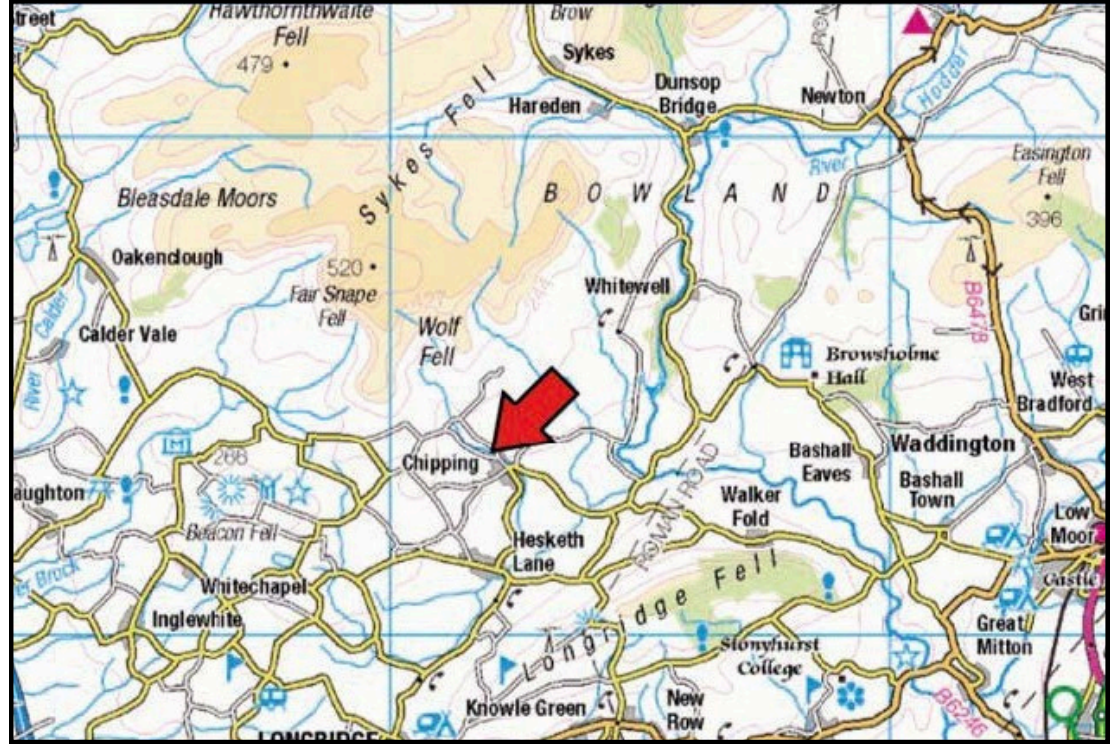 Hawthornthwaite
Fell
479
Street
Brow
Sykes
Hareden
Dunsop
Bridge
Newton
Hodder
River
Easington
Fell
396
Sykes Fell
BOWLAND
Bleasdale Moors
Oakenclough
520
Fair Snape
Fell
Whitewell
Calder Vale
River Calder
Wolf
Fell
B6478
Browsholme
Hall
West
Bradford
Chipping
266
Beacon Fell
ROMAN ROAD
Bashall
Eaves
Waddington
Bashall
Town
Walker
Fold
Low
Moor
Castle
Hesketh
Lane
Whitechapel
Inglewhite
Longridge Fell
Stonyhurst
College
Great
Mitton
Knowle Green
New
Row
B6246
LONGRIDGE